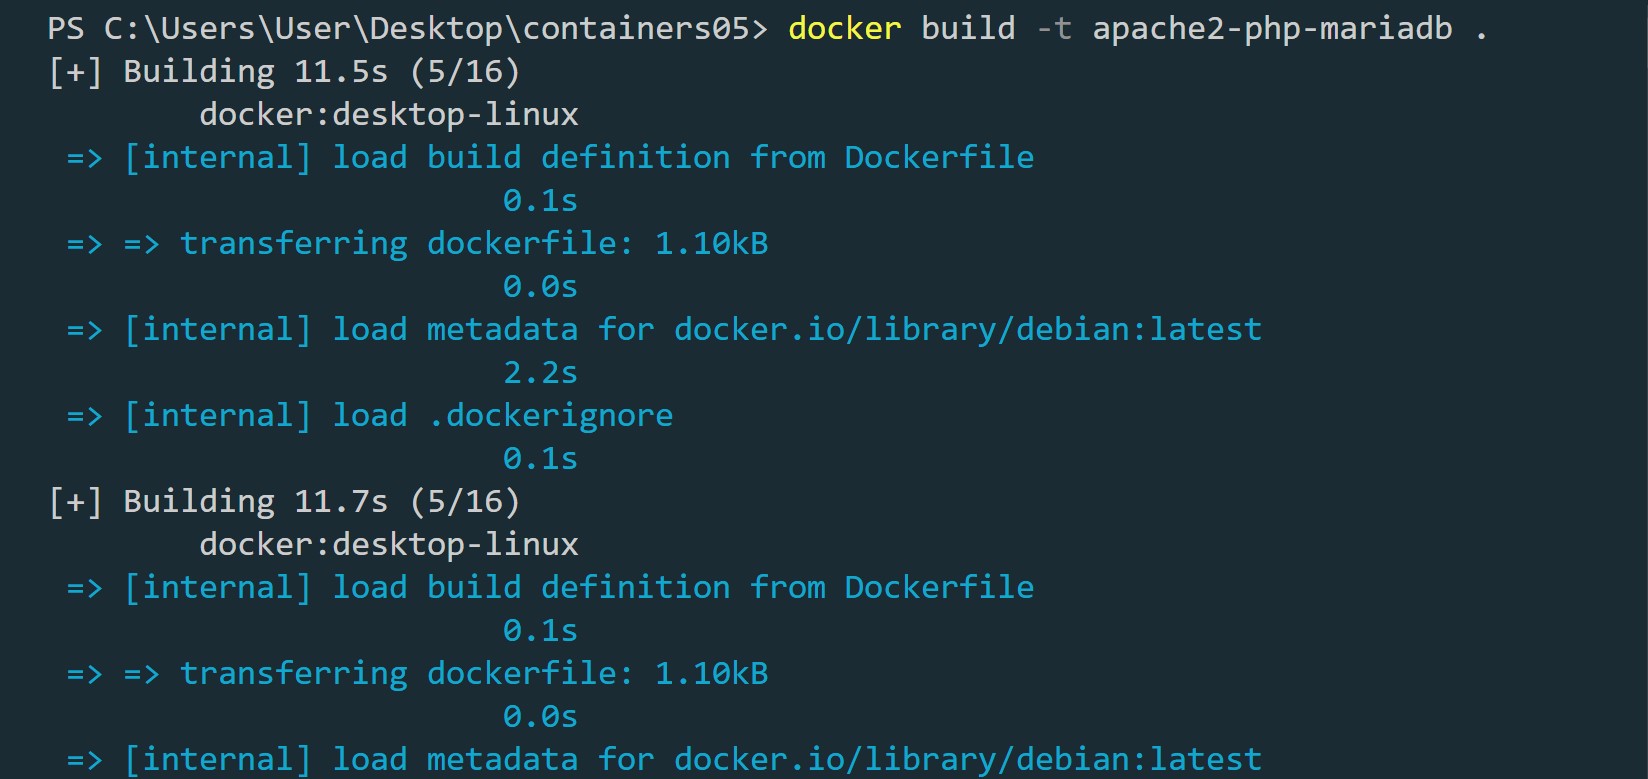 PS C:\Users\User\Desktop\containers05> docker build -t apache2-php-mariadb .
[+] Building 11.5s (5/16)
docker:desktop-linux
=> [internal] load build definition from Dockerfile
0.1s
=> => transferring dockerfile: 1.10kB
0.0s
=> [internal] load metadata for docker.io/library/debian:latest
2.2s
=> [internal] load .dockerignore
0.1s
[+] Building 11.7s (5/16)
docker:desktop-linux
=> [internal] load build definition from Dockerfile
0.1s
=> => transferring dockerfile: 1.10kB
0.0s
=> [internal] load metadata for docker.io/library/debian:latest